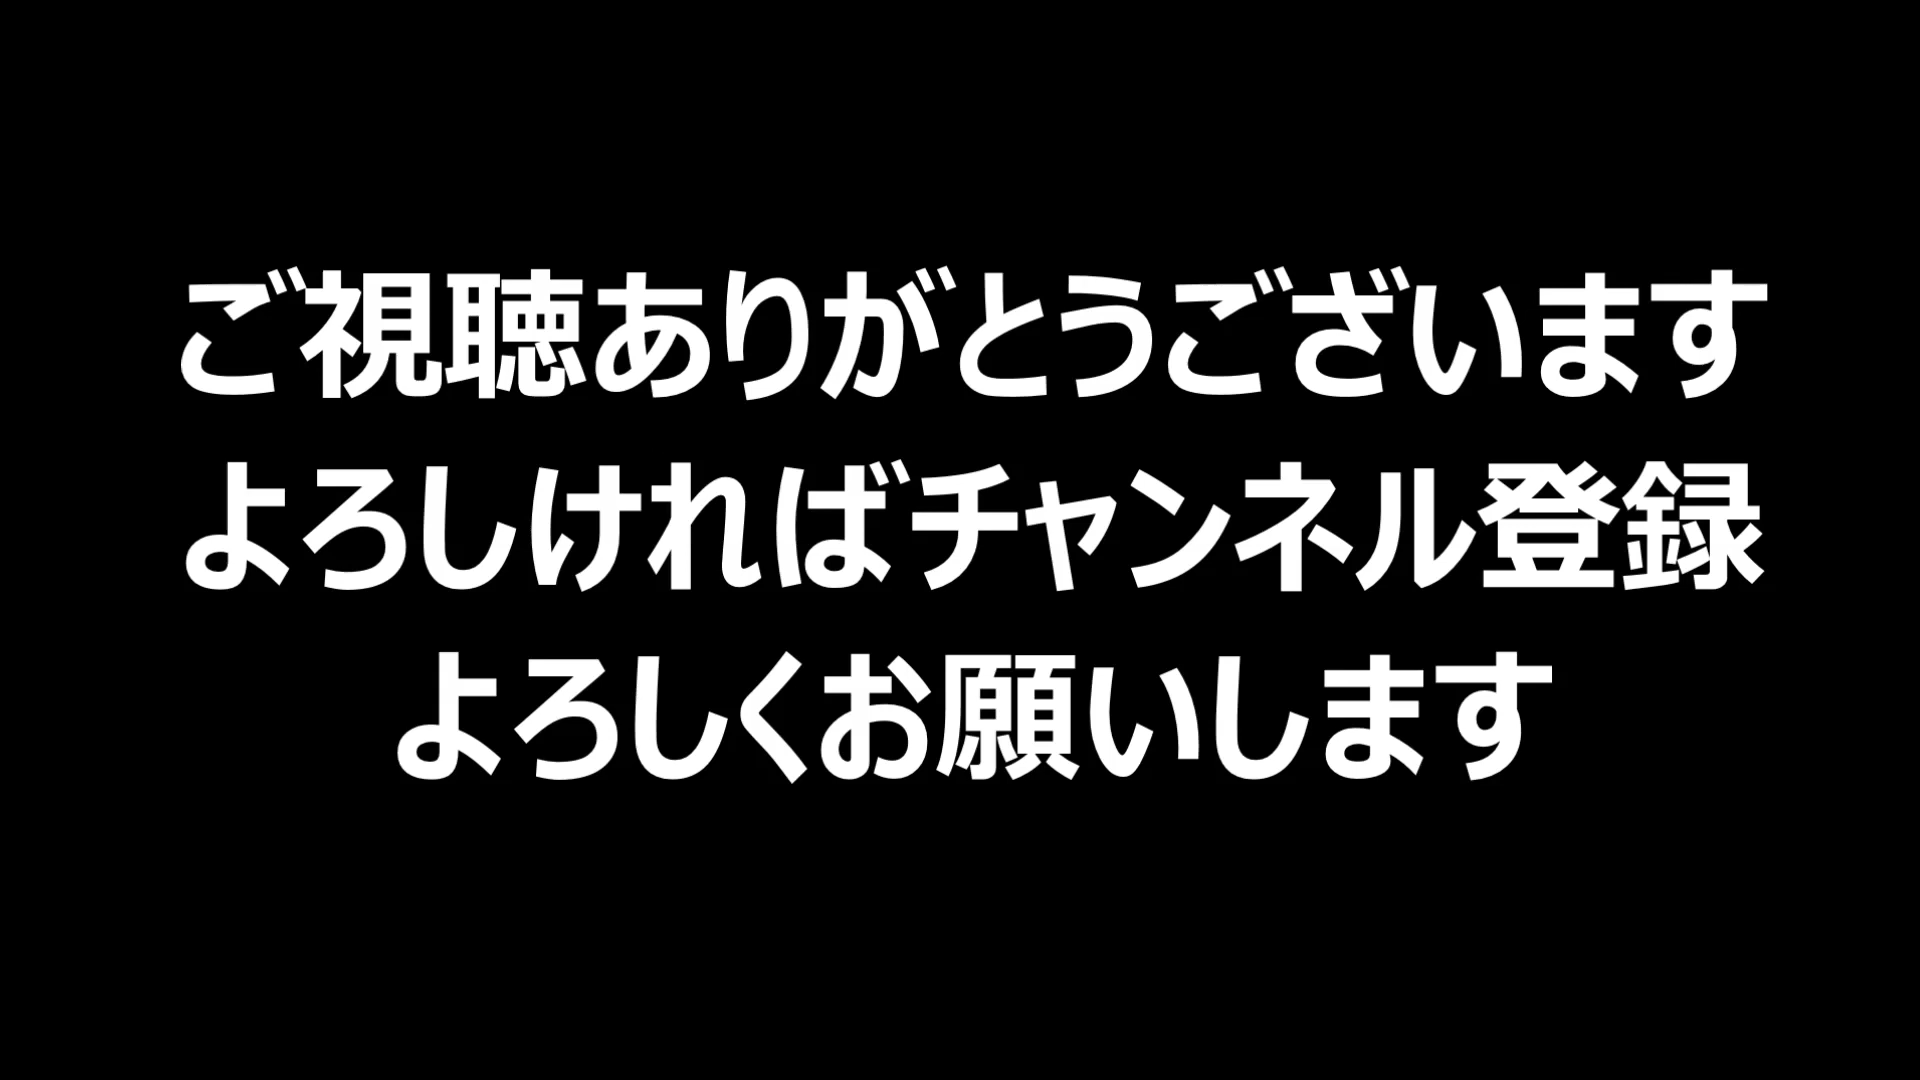 ご視聴ありがとうございます
よろしければチャンネル登録
よろしくお願いします